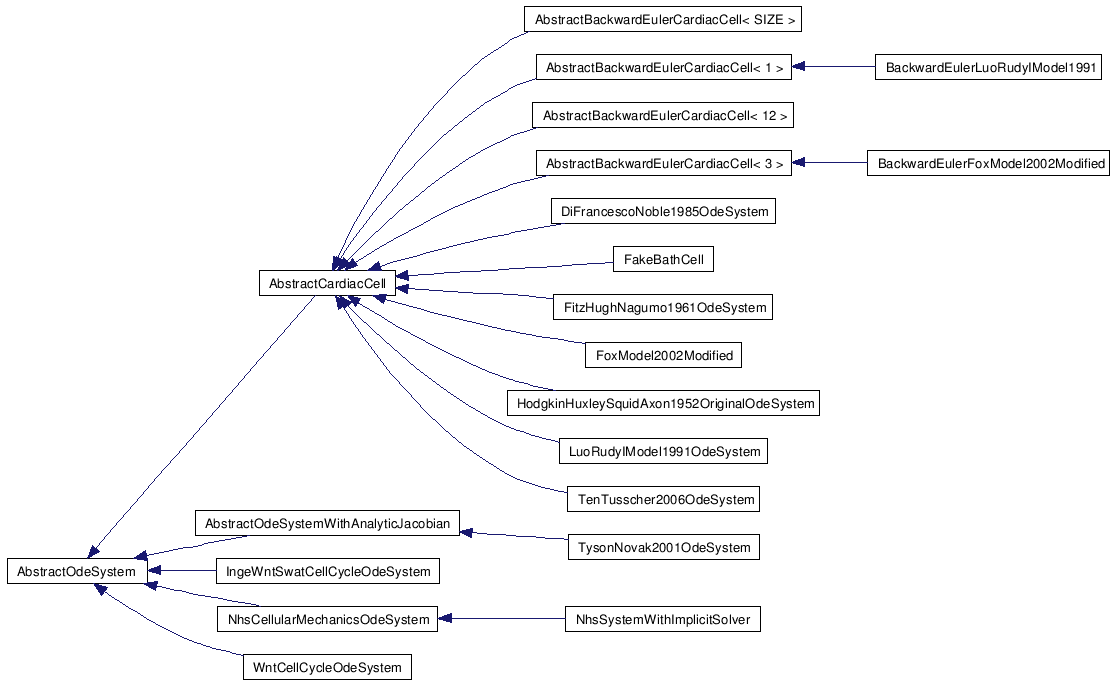 AbstractBackwardEulerCardiacCell< SIZE >
AbstractBackwardEulerCardiacCell< 1 >
BackwardEulerLuoRudyIModel1991
AbstractBackwardEulerCardiacCell< 12 >
AbstractBackwardEulerCardiacCell< 3 >
BackwardEulerFoxModel2002Modified
DiFrancescoNoble1985OdeSystem
FakeBathCell
AbstractCardiacCell
FitzHughNagumo1961OdeSystem
FoxModel2002Modified
HodgkinHuxleySquidAxon1952OriginalOdeSystem
LuoRudyIModel1991OdeSystem
TenTusscher2006OdeSystem
AbstractOdeSystemWithAnalyticJacobian
TysonNovak2001OdeSystem
AbstractOdeSystem
IngeWntSwatCellCycleOdeSystem
NhsCellularMechanicsOdeSystem
NhsSystemWithImplicitSolver
WntCellCycleOdeSystem